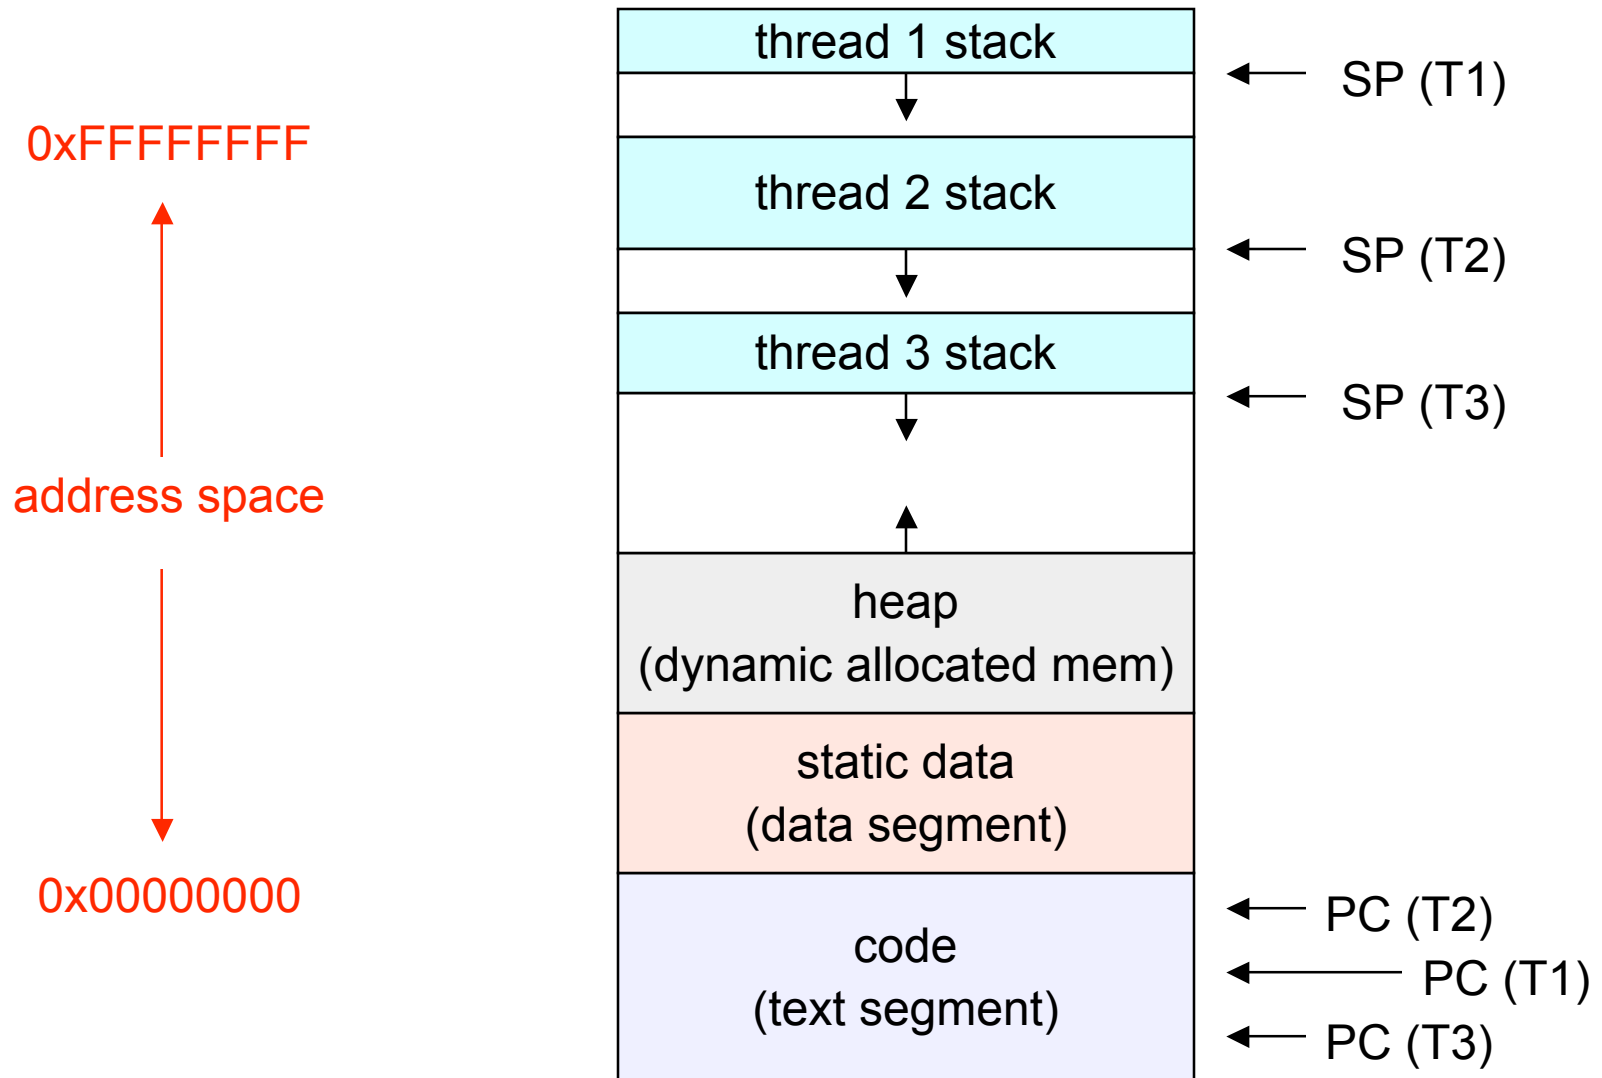 thread 1 stack
SP (T1)
0xFFFFFFFF
thread 2 stack
SP (T2)
thread 3 stack
SP (T3)
address space
heap
(dynamic allocated mem)
static data
(data segment)
0x00000000
code
(text segment)
PC (T2)
PC (T1)
PC (T3)